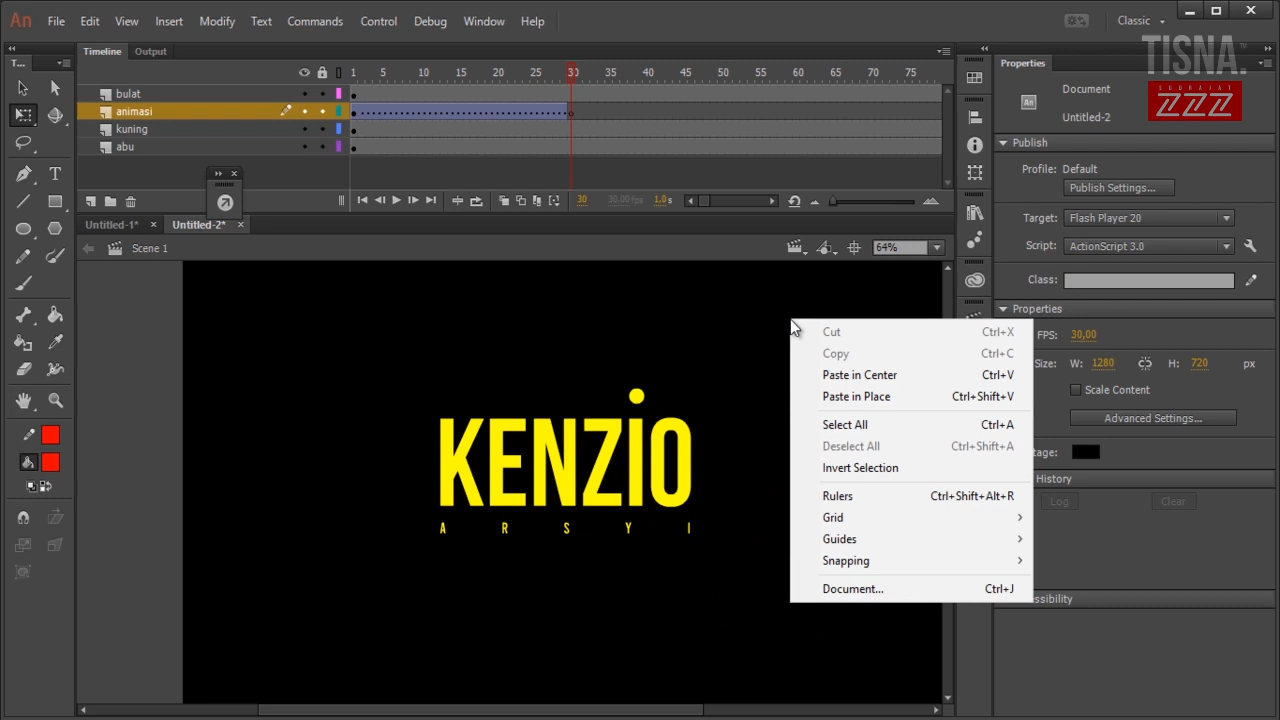 An File Edit View Insert Modify Text Commands Control Debug Window Help Classic
TISNA.™
SUDRAJAT
ZZZ
T...
Timeline Output
1 5 10 15 20 25 30 35 40 45 50 55 60 65 70 75
bulat
animasi
kuning
abu
30 30.00 fps 1,0 s
Untitled-1* × Untitled-2* ×
Scene 1
64%
KENZiO
A R S Y I
Cut Ctrl+X
Copy Ctrl+C
Paste in Center Ctrl+V
Paste in Place Ctrl+Shift+V
Select All Ctrl+A
Deselect All Ctrl+Shift+A
Invert Selection
Rulers Ctrl+Shift+Alt+R
Grid
Guides
Snapping
Document... Ctrl+J
Properties
Document
An
Untitled-2*
Publish
Profile: Default
Publish Settings...
Target: Flash Player 20
Script: ActionScript 3.0
Class:
Properties
FPS: 30,00
Size: W: 1280 H: 720 px
Scale Content
Advanced Settings...
tage:
History
Log Clear
ssibility